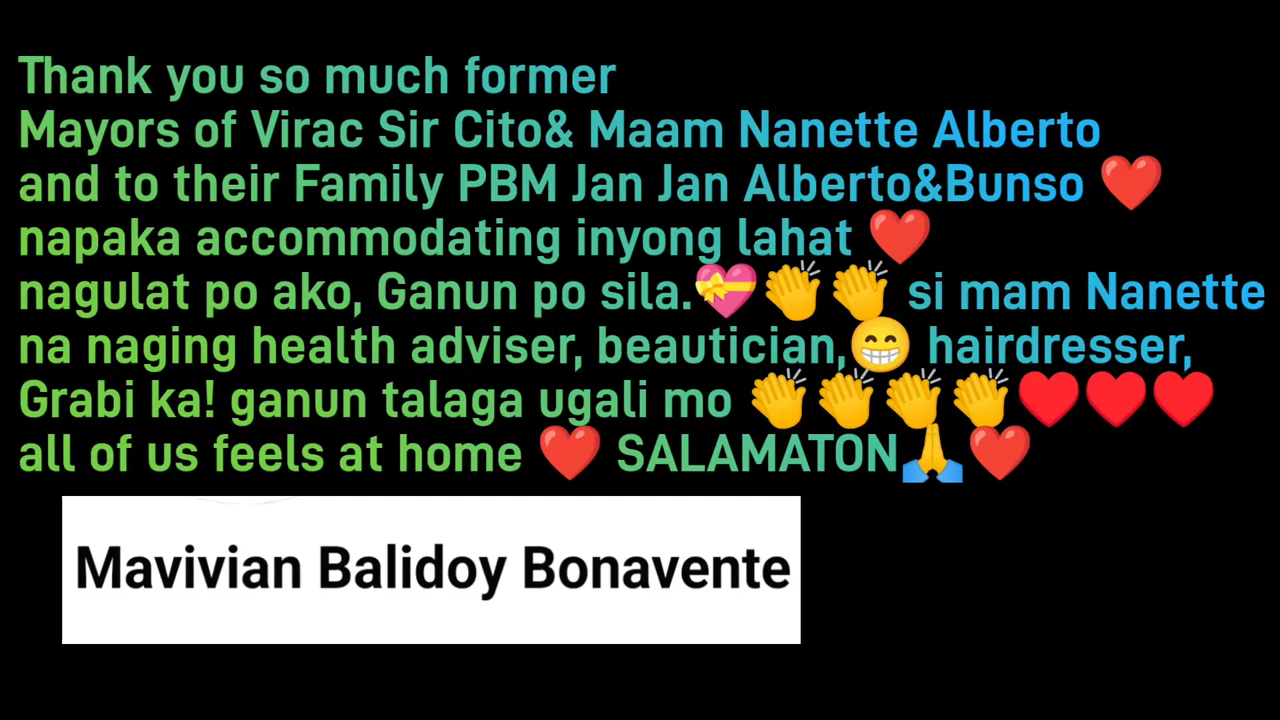 Thank you so much former
Mayors of Virac Sir Cito& Maam Nanette Alberto
and to their Family PBM Jan Jan Alberto&Bunso ❤️
napaka accommodating inyong lahat ❤️
nagulat po ako, Ganun po sila.💝👏👏 si mam Nanette
na naging health adviser, beautician,😁 hairdresser,
Grabi ka! ganun talaga ugali mo 👏👏👏👏♥️♥️♥️
all of us feels at home ❤️ SALAMATON🙏❤️
Mavivian Balidoy Bonavente